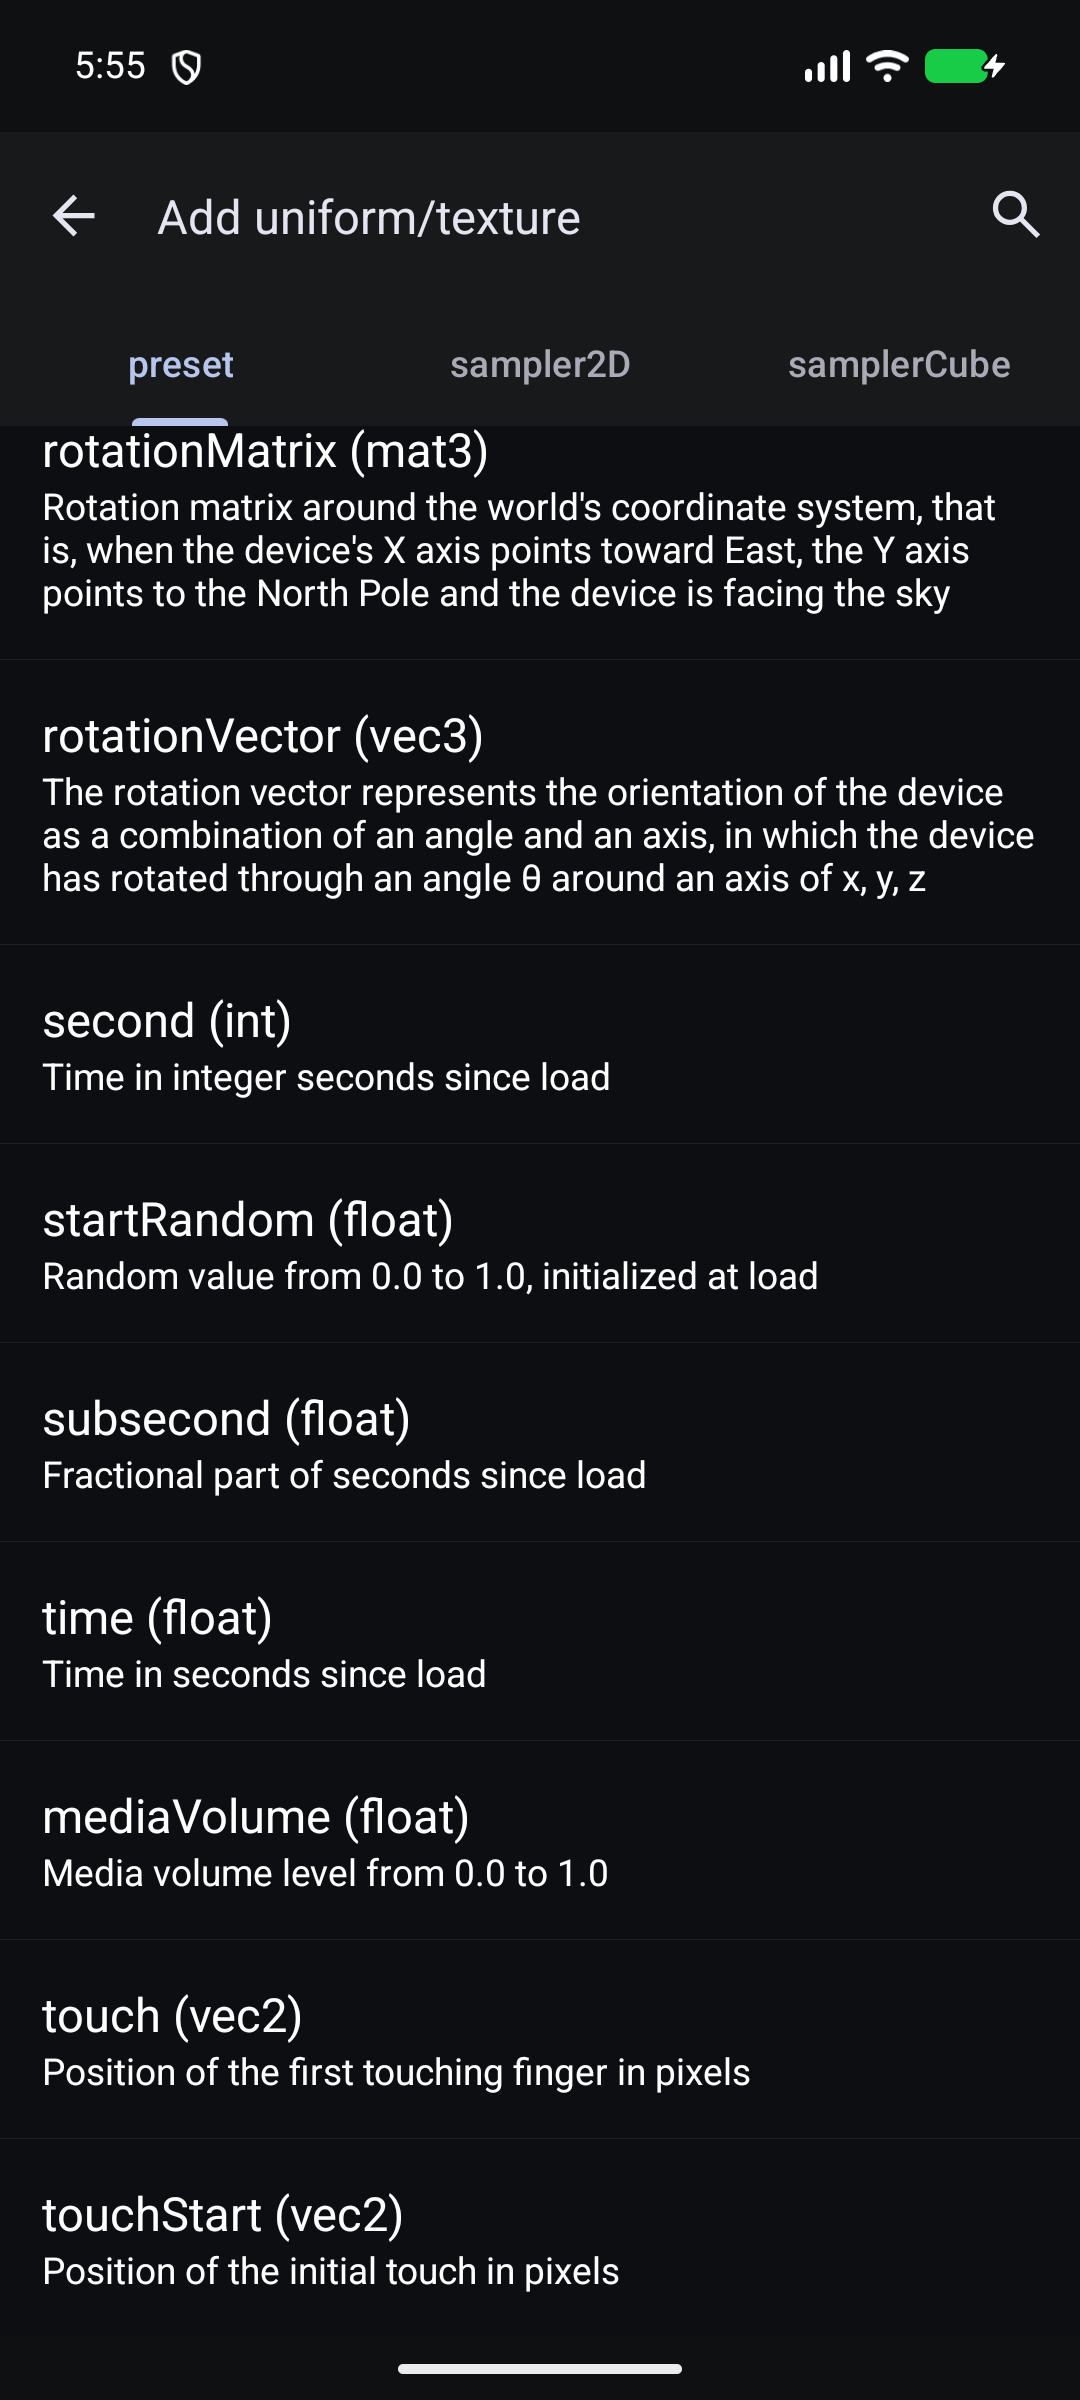 5:55
Add uniform/texture
preset
sampler2D
samplerCube
rotationMatrix (mat3)
Rotation matrix around the world's coordinate system, that
is, when the device's X axis points toward East, the Y axis
points to the North Pole and the device is facing the sky
rotationVector (vec3)
The rotation vector represents the orientation of the device
as a combination of an angle and an axis, in which the device
has rotated through an angle θ around an axis of x, y, z
second (int)
Time in integer seconds since load
startRandom (float)
Random value from 0.0 to 1.0, initialized at load
subsecond (float)
Fractional part of seconds since load
time (float)
Time in seconds since load
mediaVolume (float)
Media volume level from 0.0 to 1.0
touch (vec2)
Position of the first touching finger in pixels
touchStart (vec2)
Position of the initial touch in pixels